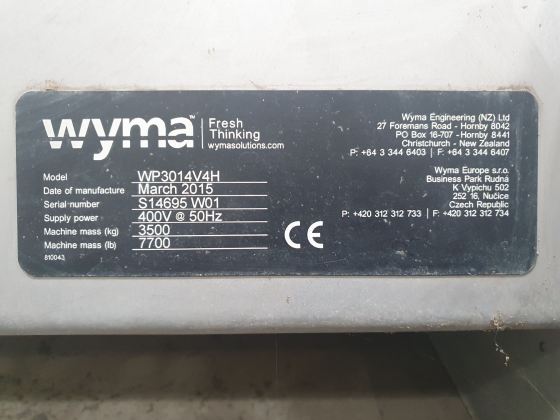 wyma™
Fresh
Thinking
wymasolutions.com
Model WP3014V4H
Date of manufacture March 2015
Serial number S14695 W01
Supply power 400V @ 50Hz
Machine mass (kg) 3500
Machine mass (lb) 7700
810043
CE
Wyma Engineering (NZ) Ltd
27 Foremans Road - Hornby 8042
PO Box 16-707 - Hornby 8441
Christchurch - New Zealand
P: +64 3 344 6403 | F: +64 3 344 6407
Wyma Europe s.r.o.
Business Park Rudná
K Vypichu 502
252 16, Nučice
Czech Republic
P: +420 312 312 733 | F: +420 312 312 734